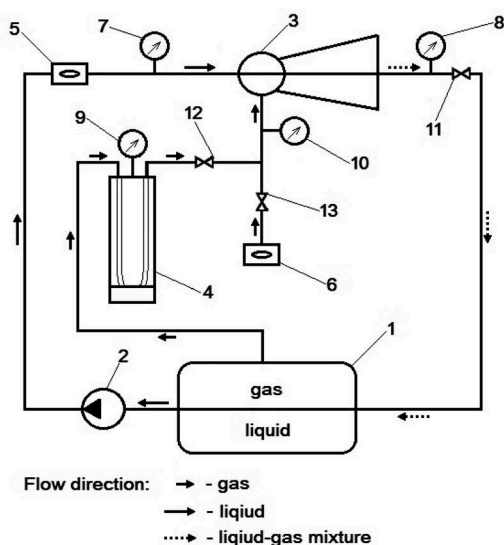 5
7
3
8
9
12
11
10
13
4
6
1
2
gas
liquid
Flow direction:
- gas
- liqiud
- liqiud-gas mixture